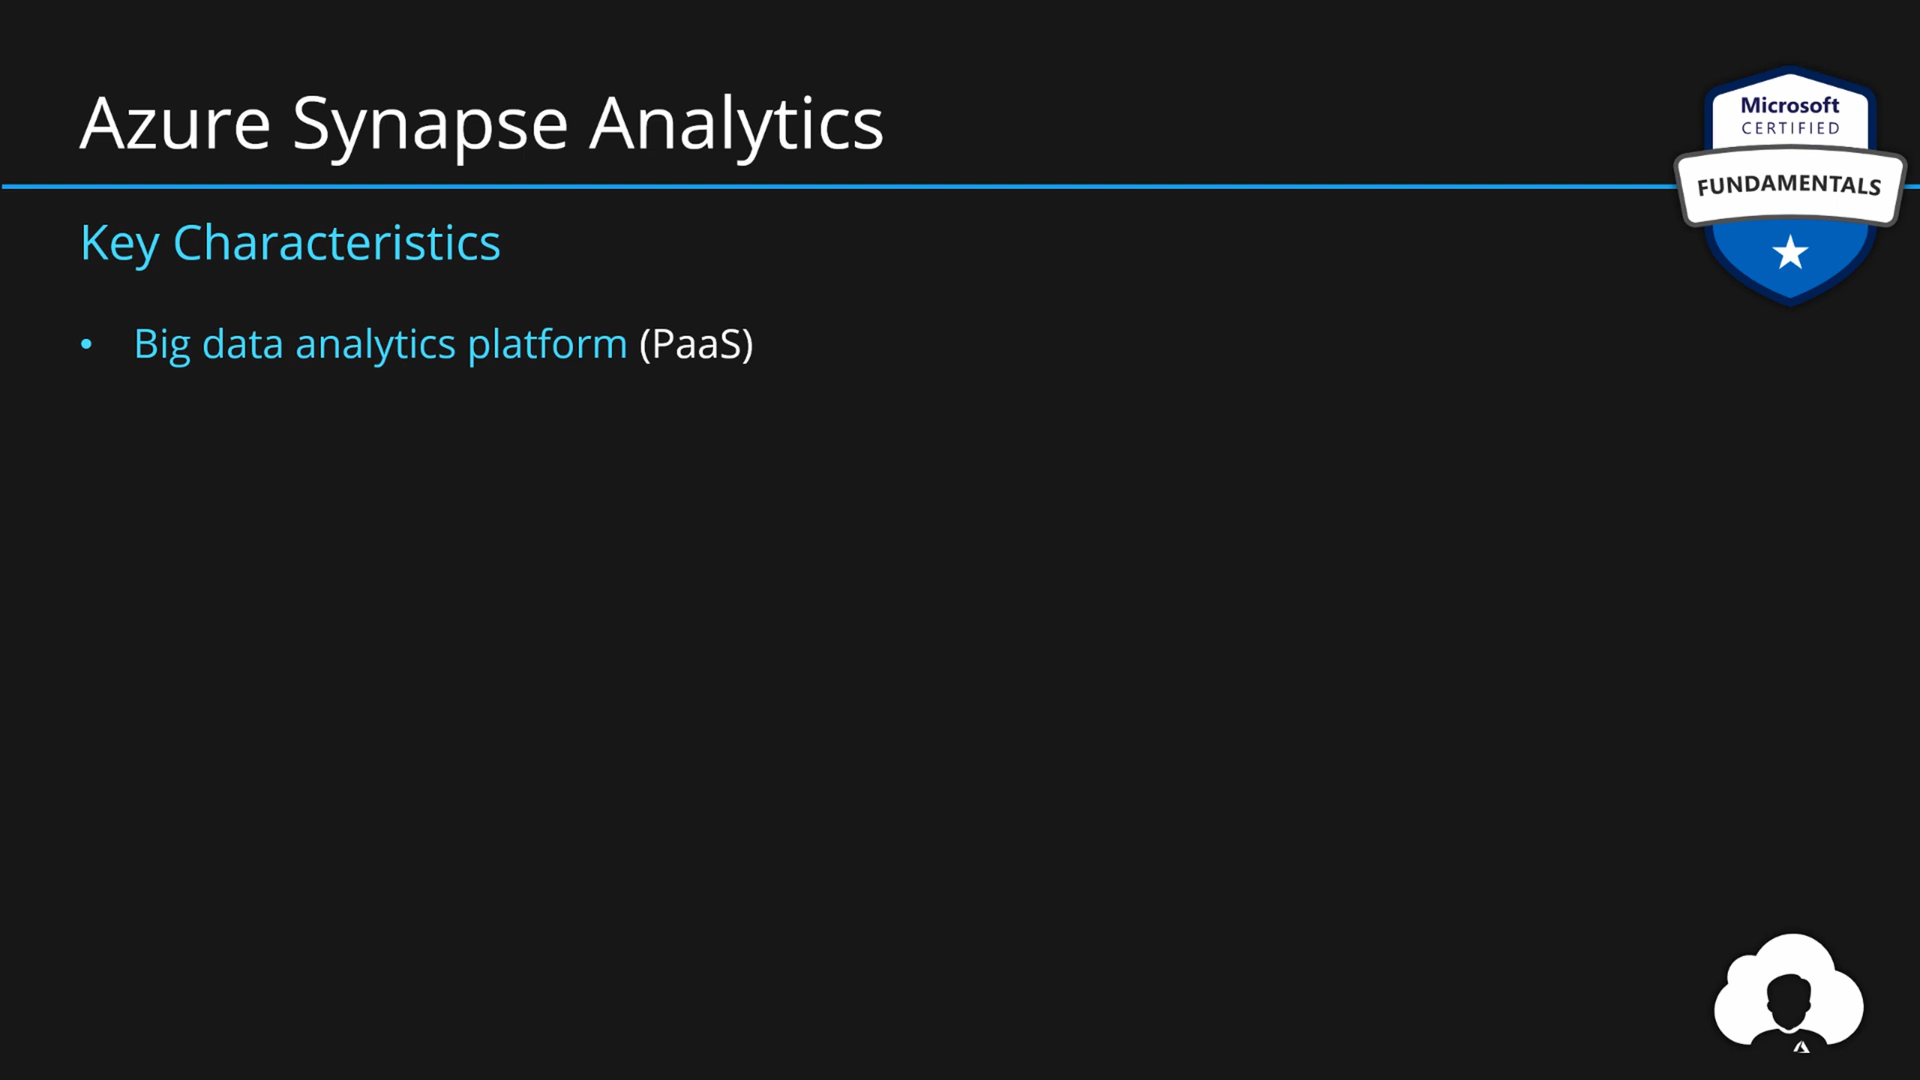 Azure Synapse Analytics
Microsoft
CERTIFIED
FUNDAMENTALS
Key Characteristics
• Big data analytics platform (PaaS)